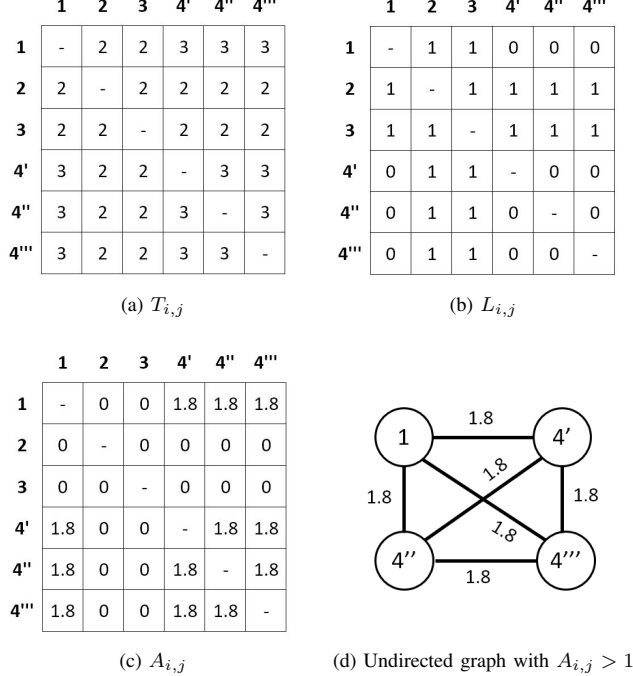 1 2 3 4' 4'' 4'''
1 - 2 2 3 3 3
2 2 - 2 2 2 2
3 2 2 - 2 2 2
4' 3 2 2 - 3 3
4'' 3 2 2 3 - 3
4''' 3 2 2 3 3 -
(a) T_{i,j}
1 2 3 4' 4'' 4'''
1 - 1 1 0 0 0
2 1 - 1 1 1 1
3 1 1 - 1 1 1
4' 0 1 1 - 0 0
4'' 0 1 1 0 - 0
4''' 0 1 1 0 0 -
(b) L_{i,j}
1 2 3 4' 4'' 4'''
1 - 0 0 1.8 1.8 1.8
2 0 - 0 0 0 0
3 0 0 - 0 0 0
4' 1.8 0 0 - 1.8 1.8
4'' 1.8 0 0 1.8 - 1.8
4''' 1.8 0 0 1.8 1.8 -
(c) A_{i,j}
1 1.8 4'
1.8
1.8 1.8
1.8
4'' 1.8 4'''
(d) Undirected graph with A_{i,j} > 1